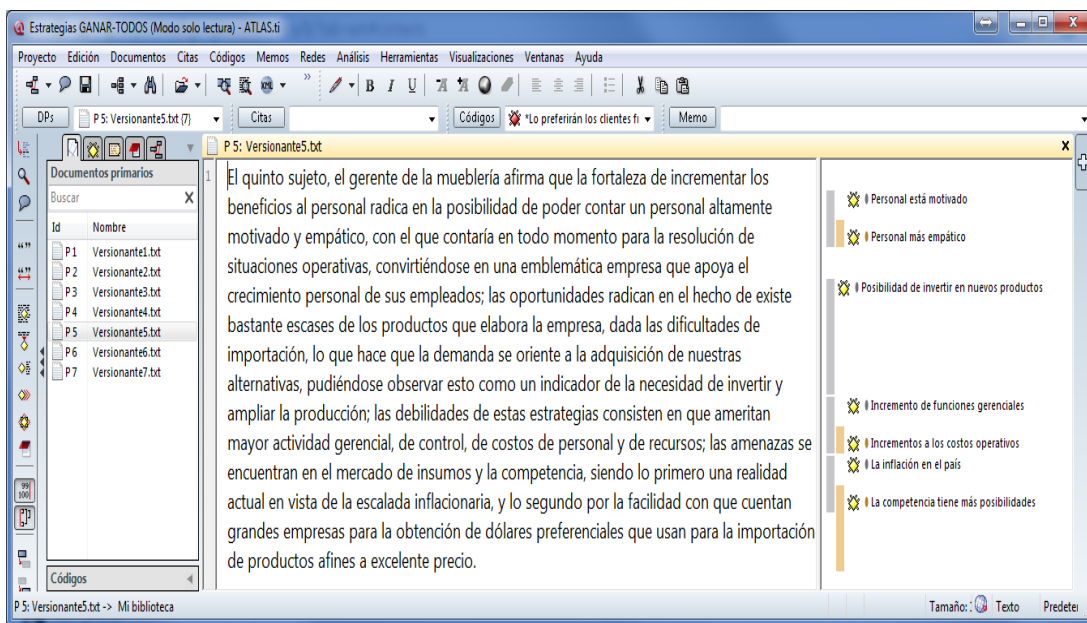 Estrategias GANAR-TODOS (Modo solo lectura) - ATLAS.ti
Proyecto Edición Documentos Citas Códigos Memos Redes Análisis Herramientas Visualizaciones Ventanas Ayuda
B I U
DPs P 5: Versionante5.txt {7} Citas Códigos *Lo preferirán los clientes fi Memo
P 5: Versionante5.txt
Documentos primarios
Buscar
Id Nombre
P 1 Versionante1.txt
P 2 Versionante2.txt
P 3 Versionante3.txt
P 4 Versionante4.txt
P 5 Versionante5.txt
P 6 Versionante6.txt
P 7 Versionante7.txt
Códigos
1
El quinto sujeto, el gerente de la mueblería afirma que la fortaleza de incrementar los
beneficios al personal radica en la posibilidad de poder contar un personal altamente
motivado y empático, con el que contaría en todo momento para la resolución de
situaciones operativas, convirtiéndose en una emblemática empresa que apoya el
crecimiento personal de sus empleados; las oportunidades radican en el hecho de existe
bastante escases de los productos que elabora la empresa, dada las dificultades de
importación, lo que hace que la demanda se oriente a la adquisición de nuestras
alternativas, pudiéndose observar esto como un indicador de la necesidad de invertir y
ampliar la producción; las debilidades de estas estrategias consisten en que ameritan
mayor actividad gerencial, de control, de costos de personal y de recursos; las amenazas se
encuentran en el mercado de insumos y la competencia, siendo lo primero una realidad
actual en vista de la escalada inflacionaria, y lo segundo por la facilidad con que cuentan
grandes empresas para la obtención de dólares preferenciales que usan para la importación
de productos afines a excelente precio.
Personal está motivado
Personal más empático
Posibilidad de invertir en nuevos productos
Incremento de funciones gerenciales
Incrementos a los costos operativos
La inflación en el país
La competencia tiene más posibilidades
99
100
P 5: Versionante5.txt -> Mi biblioteca
Tamaño: Texto Predeter